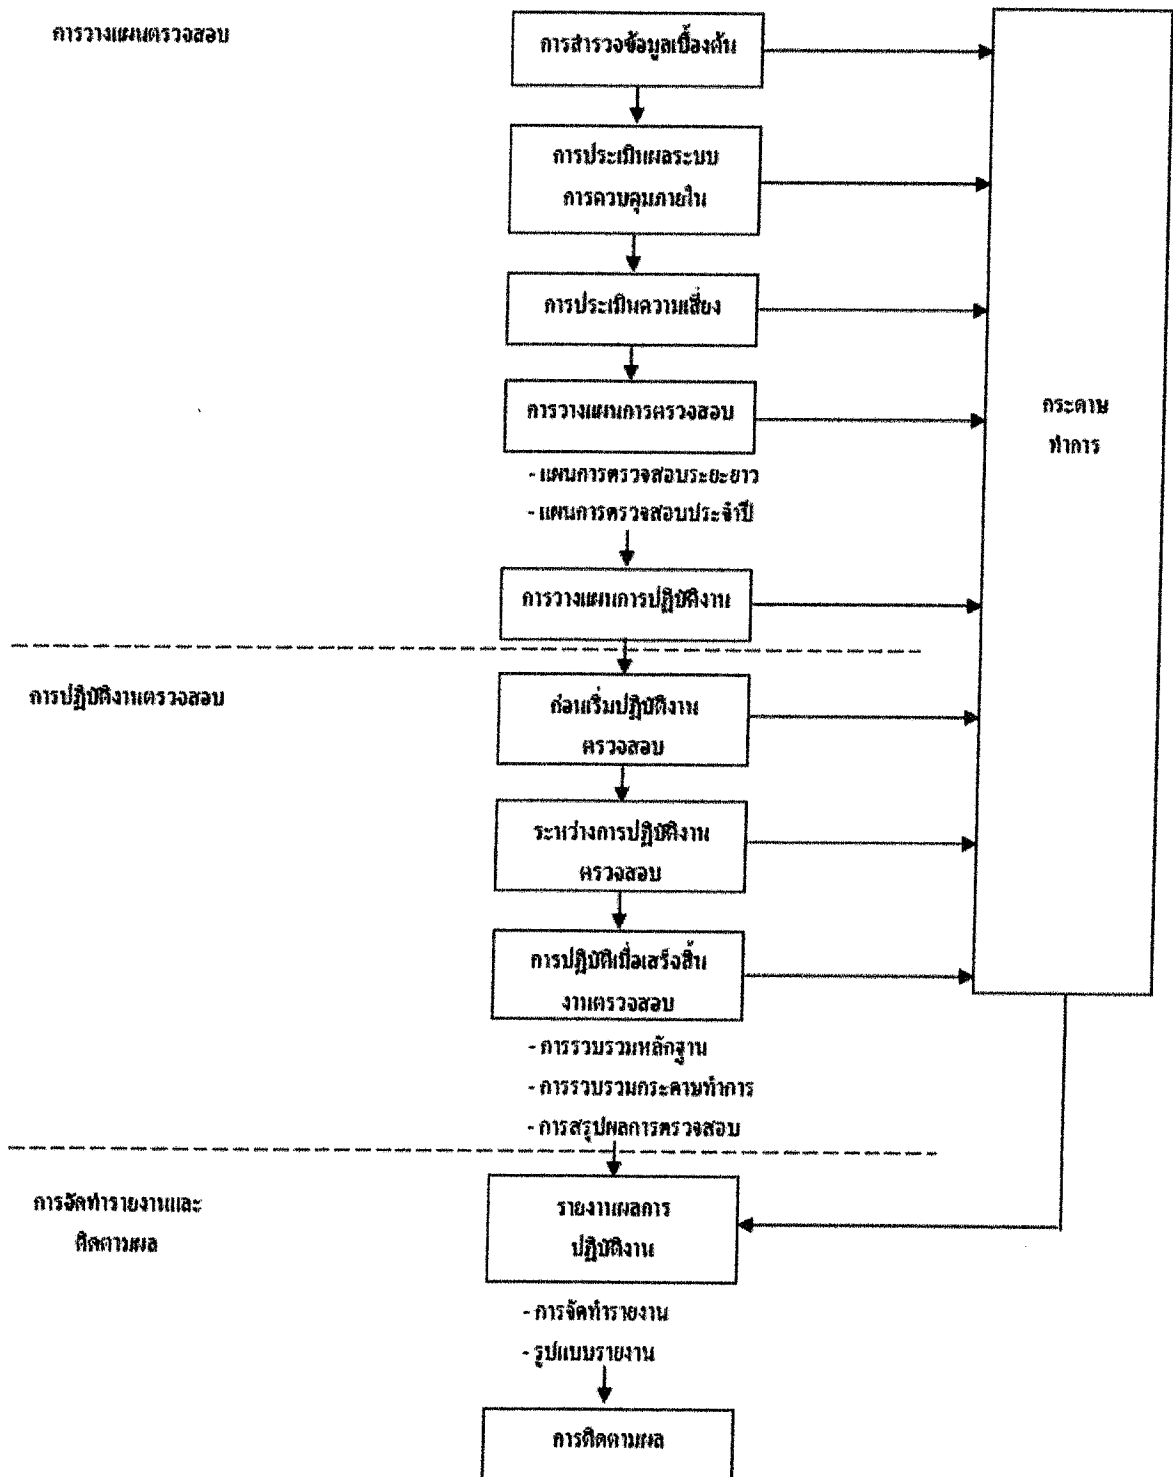 การวางแผนตรวจสอบ
การสำรวจข้อมูลเบื้องต้น
การประเมินผลระบบ
การควบคุมภายใน
การประเมินความเสี่ยง
การวางแผนการตรวจสอบ
- แผนการตรวจสอบระยะยาว
- แผนการตรวจสอบประจำปี
การวางแผนการปฏิบัติงาน
กระดาษ
ทำการ
การปฏิบัติงานตรวจสอบ
ก่อนเริ่มปฏิบัติงาน
ตรวจสอบ
ระหว่างการปฏิบัติงาน
ตรวจสอบ
การปฏิบัติเมื่อเสร็จสิ้น
งานตรวจสอบ
- การรวบรวมหลักฐาน
- การรวบรวมกระดาษทำการ
- การสรุปผลการตรวจสอบ
การจัดทำรายงานและ
ติดตามผล
รายงานผลการ
ปฏิบัติงาน
- การจัดทำรายงาน
- รูปแบบรายงาน
การติดตามผล